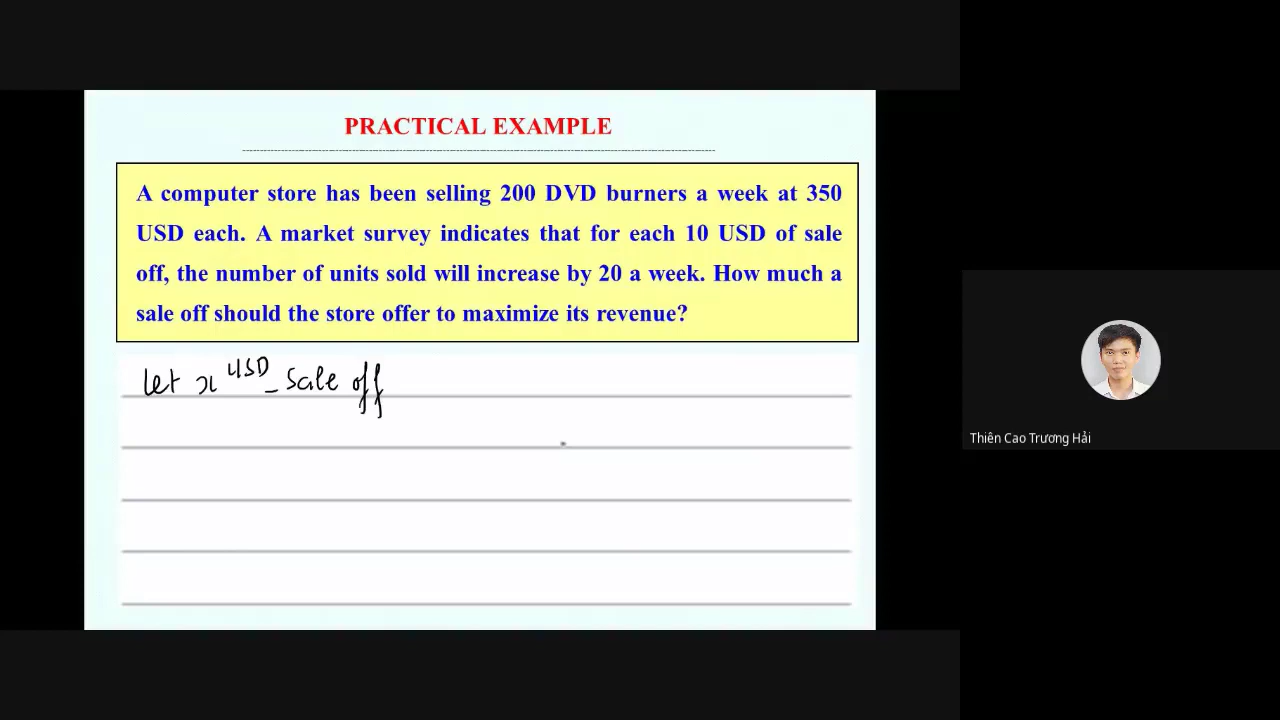 PRACTICAL EXAMPLE
A computer store has been selling 200 DVD burners a week at 350
USD each. A market survey indicates that for each 10 USD of sale
off, the number of units sold will increase by 20 a week. How much a
sale off should the store offer to maximize its revenue?
let x USD - sale off
Thiên Cao Trương Hải